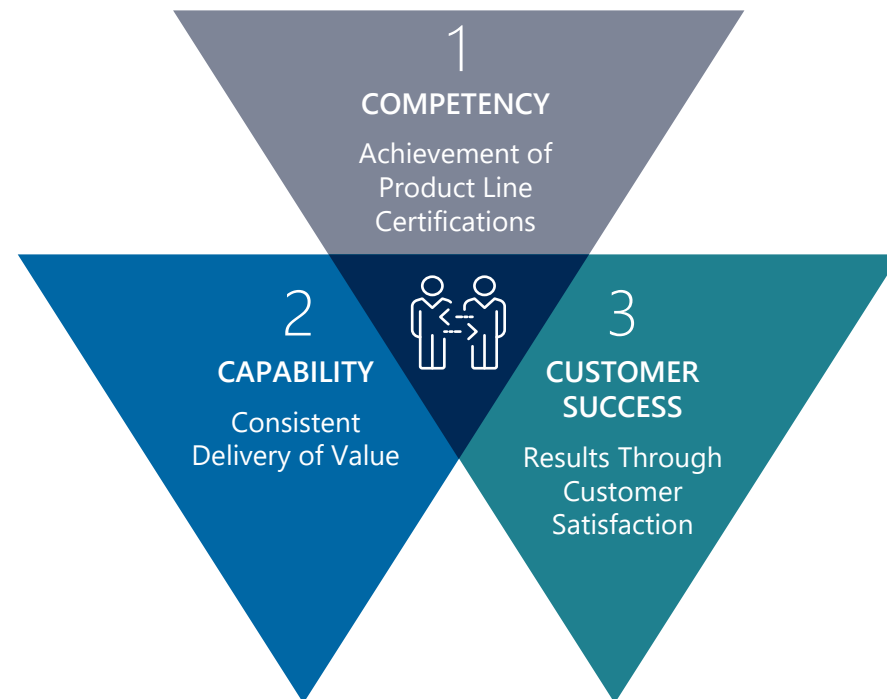 1
COMPETENCY
Achievement of
Product Line
Certifications
2
CAPABILITY
Consistent
Delivery of Value
3
CUSTOMER
SUCCESS
Results Through
Customer
Satisfaction